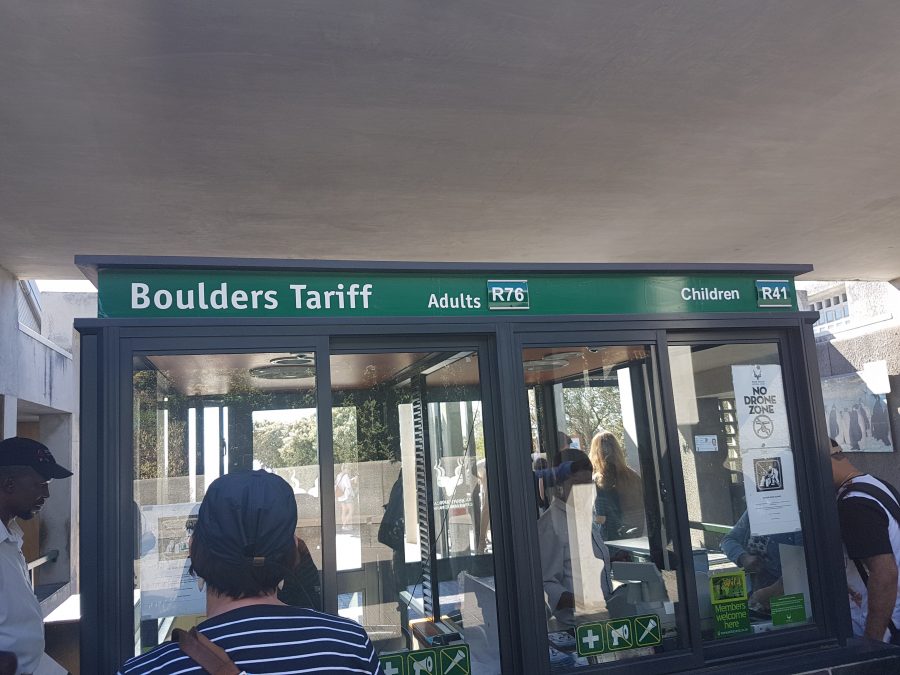 Boulders Tariff Adults R76 Children R41
NO
DRONE
ZONE
Members
welcome
here